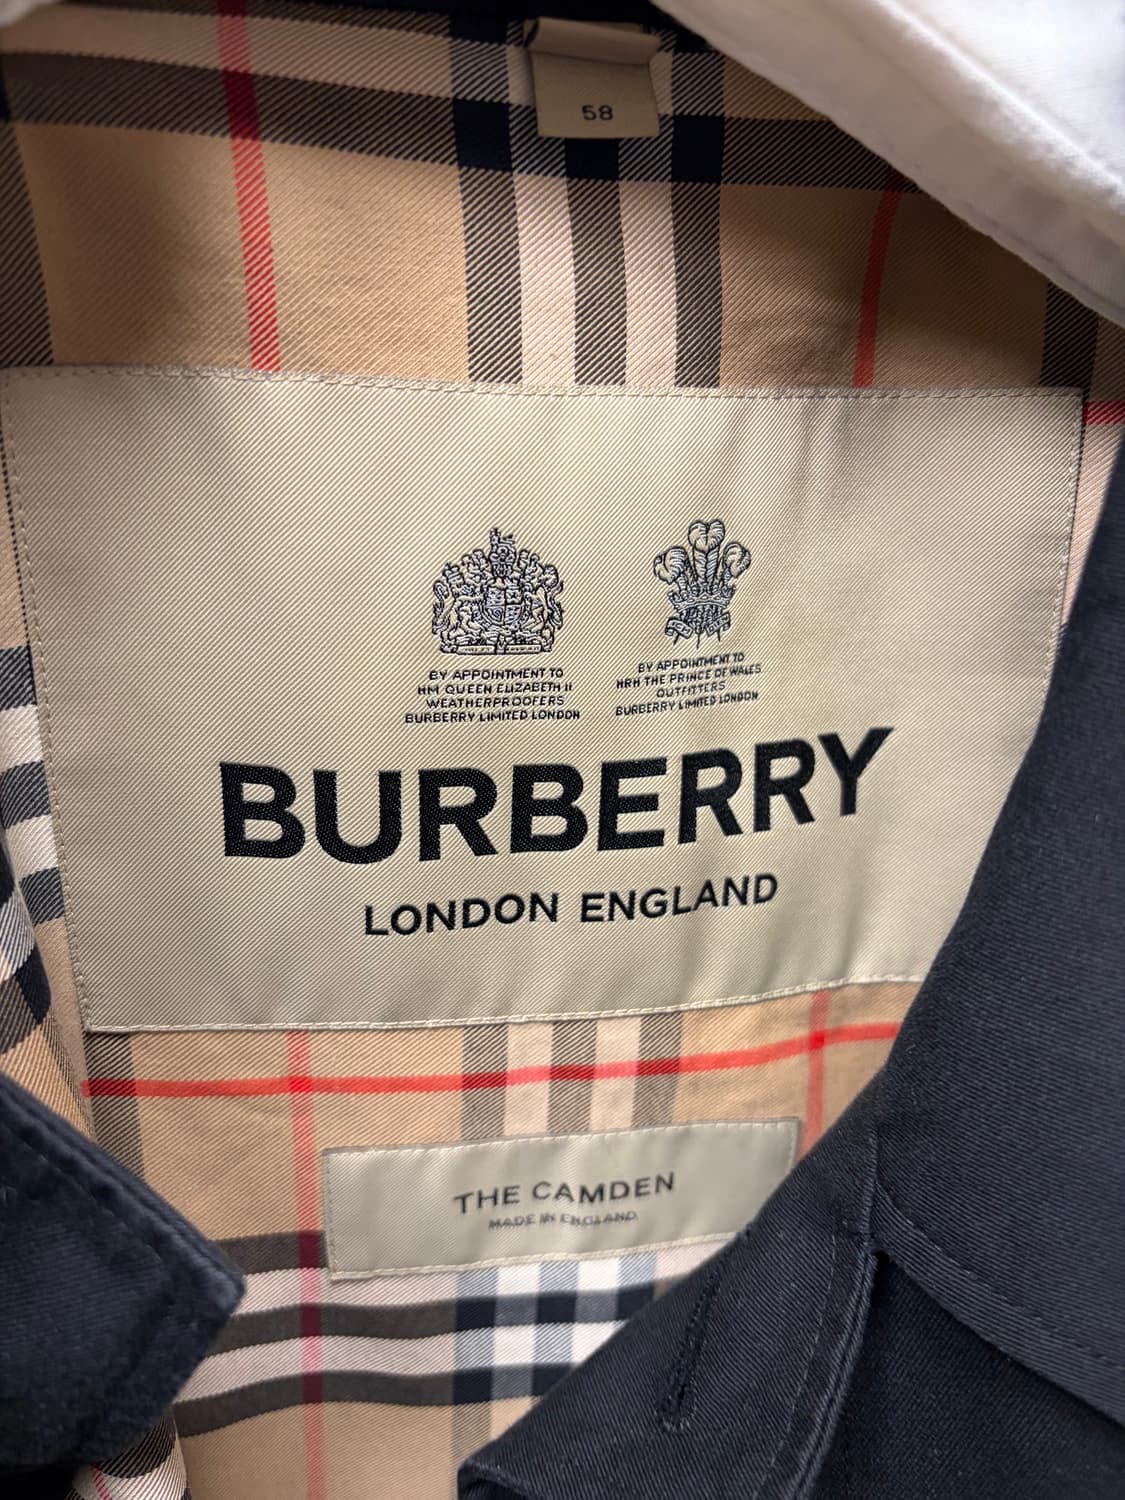 58
BY APPOINTMENT TO
HM QUEEN ELIZABETH II
WEATHERPROOFERS
BURBERRY LIMITED LONDON
BY APPOINTMENT TO
HRH THE PRINCE OF WALES
OUTFITTERS
BURBERRY LIMITED LONDON
BURBERRY
LONDON ENGLAND
THE CAMDEN
MADE IN ENGLAND